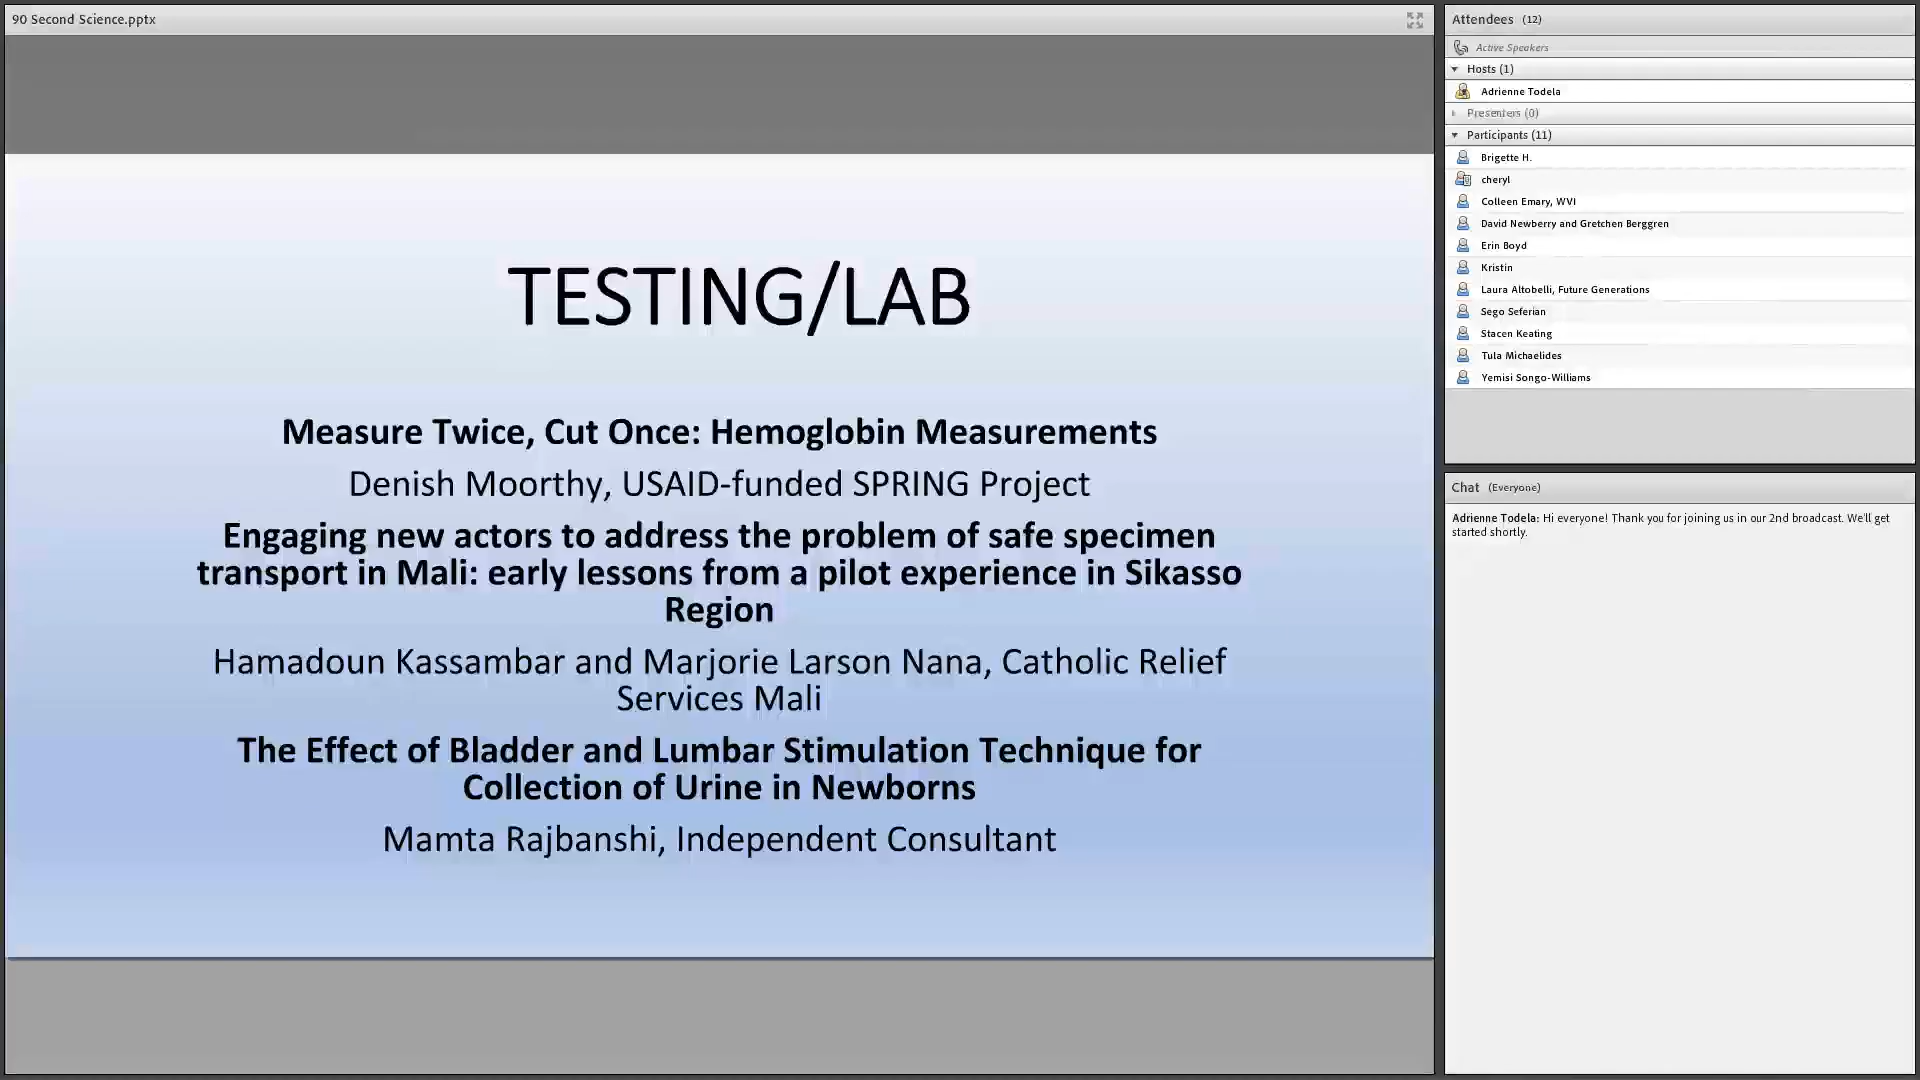 90 Second Science.pptx
TESTING/LAB
Measure Twice, Cut Once: Hemoglobin Measurements
Denish Moorthy, USAID-funded SPRING Project
Engaging new actors to address the problem of safe specimen
transport in Mali: early lessons from a pilot experience in Sikasso
Region
Hamadoun Kassambar and Marjorie Larson Nana, Catholic Relief
Services Mali
The Effect of Bladder and Lumbar Stimulation Technique for
Collection of Urine in Newborns
Mamta Rajbanshi, Independent Consultant
Attendees (12)
Active Speakers
Hosts (1)
Adrienne Todela
Presenters (0)
Participants (11)
Brigette H.
cheryl
Colleen Emary, WVI
David Newberry and Gretchen Berggren
Erin Boyd
Kristin
Laura Altobelli, Future Generations
Sego Seferian
Stacen Keating
Tula Michaelides
Yemisi Songo-Williams
Chat (Everyone)
Adrienne Todela: Hi everyone! Thank you for joining us in our 2nd broadcast. We'll get
started shortly.